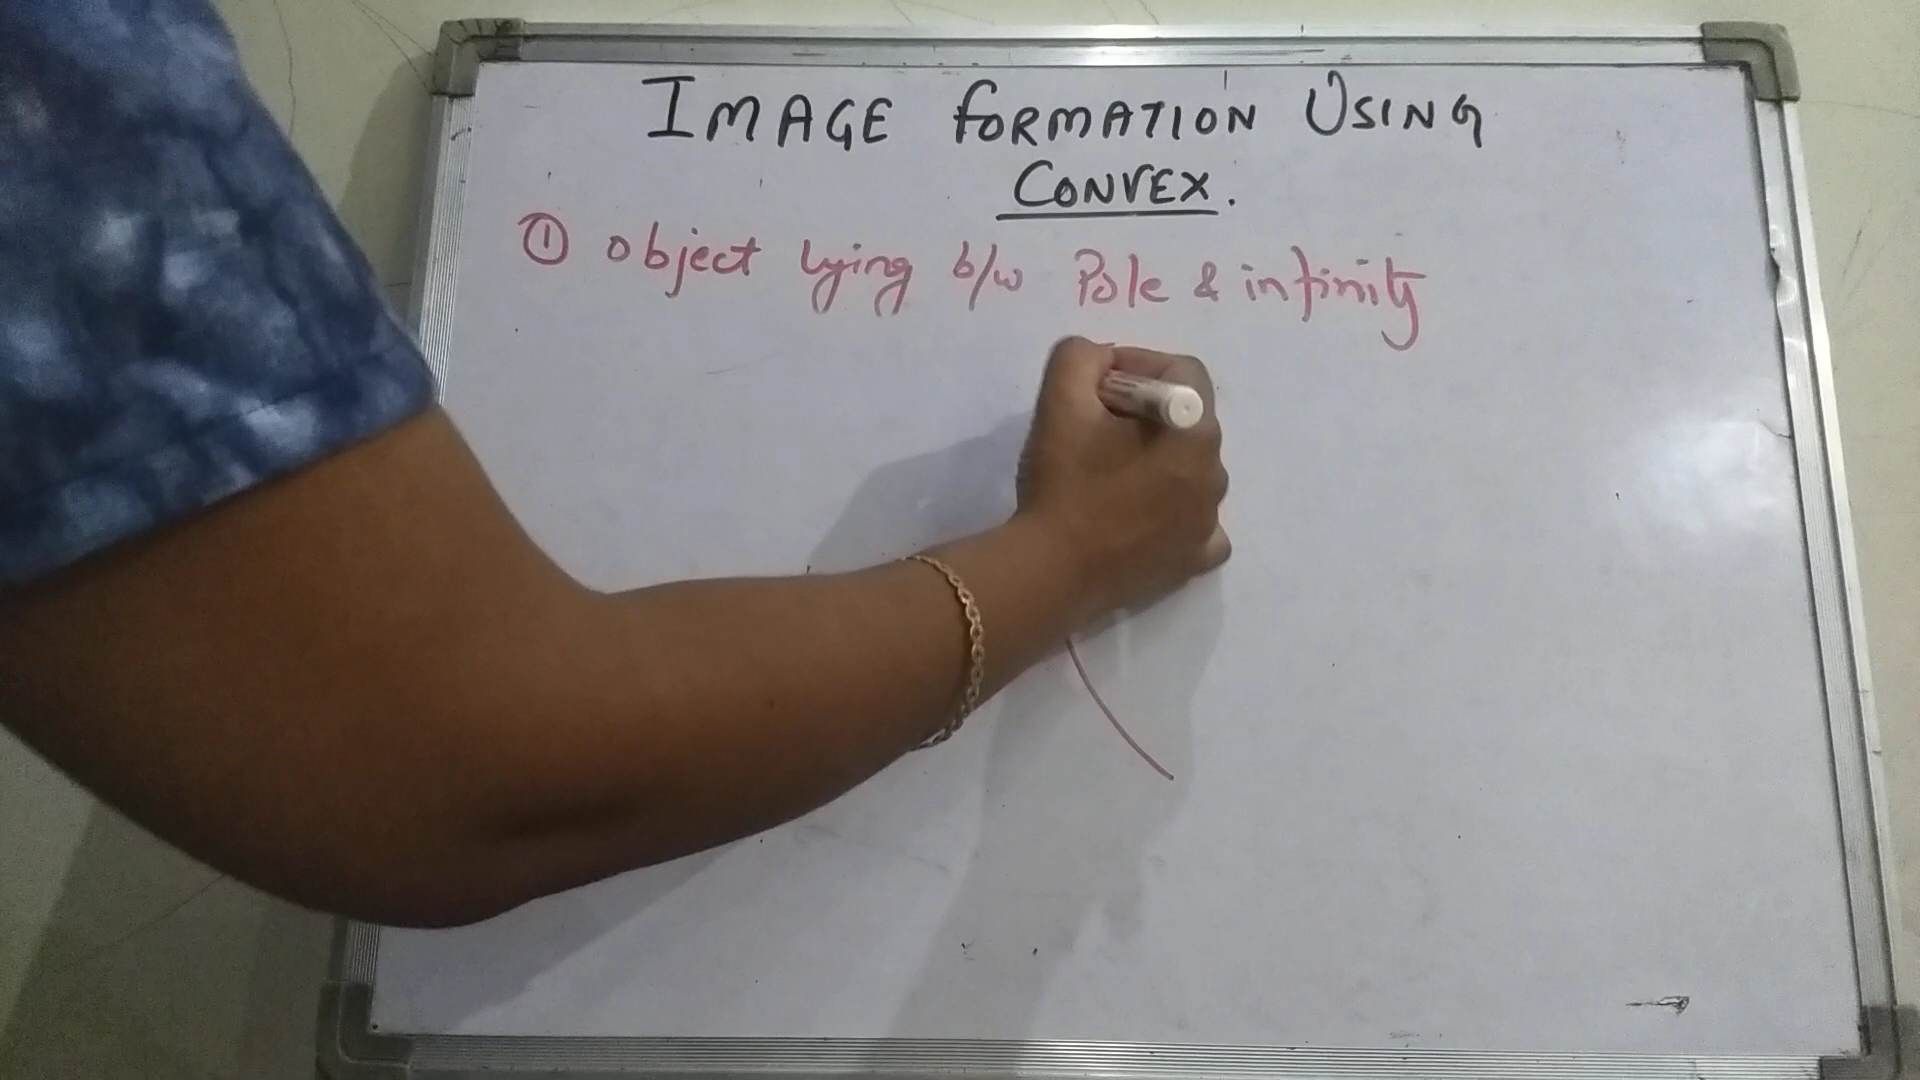 IMAGE FORMATION USING
CONVEX.
① object lying b/w Pole & infinity